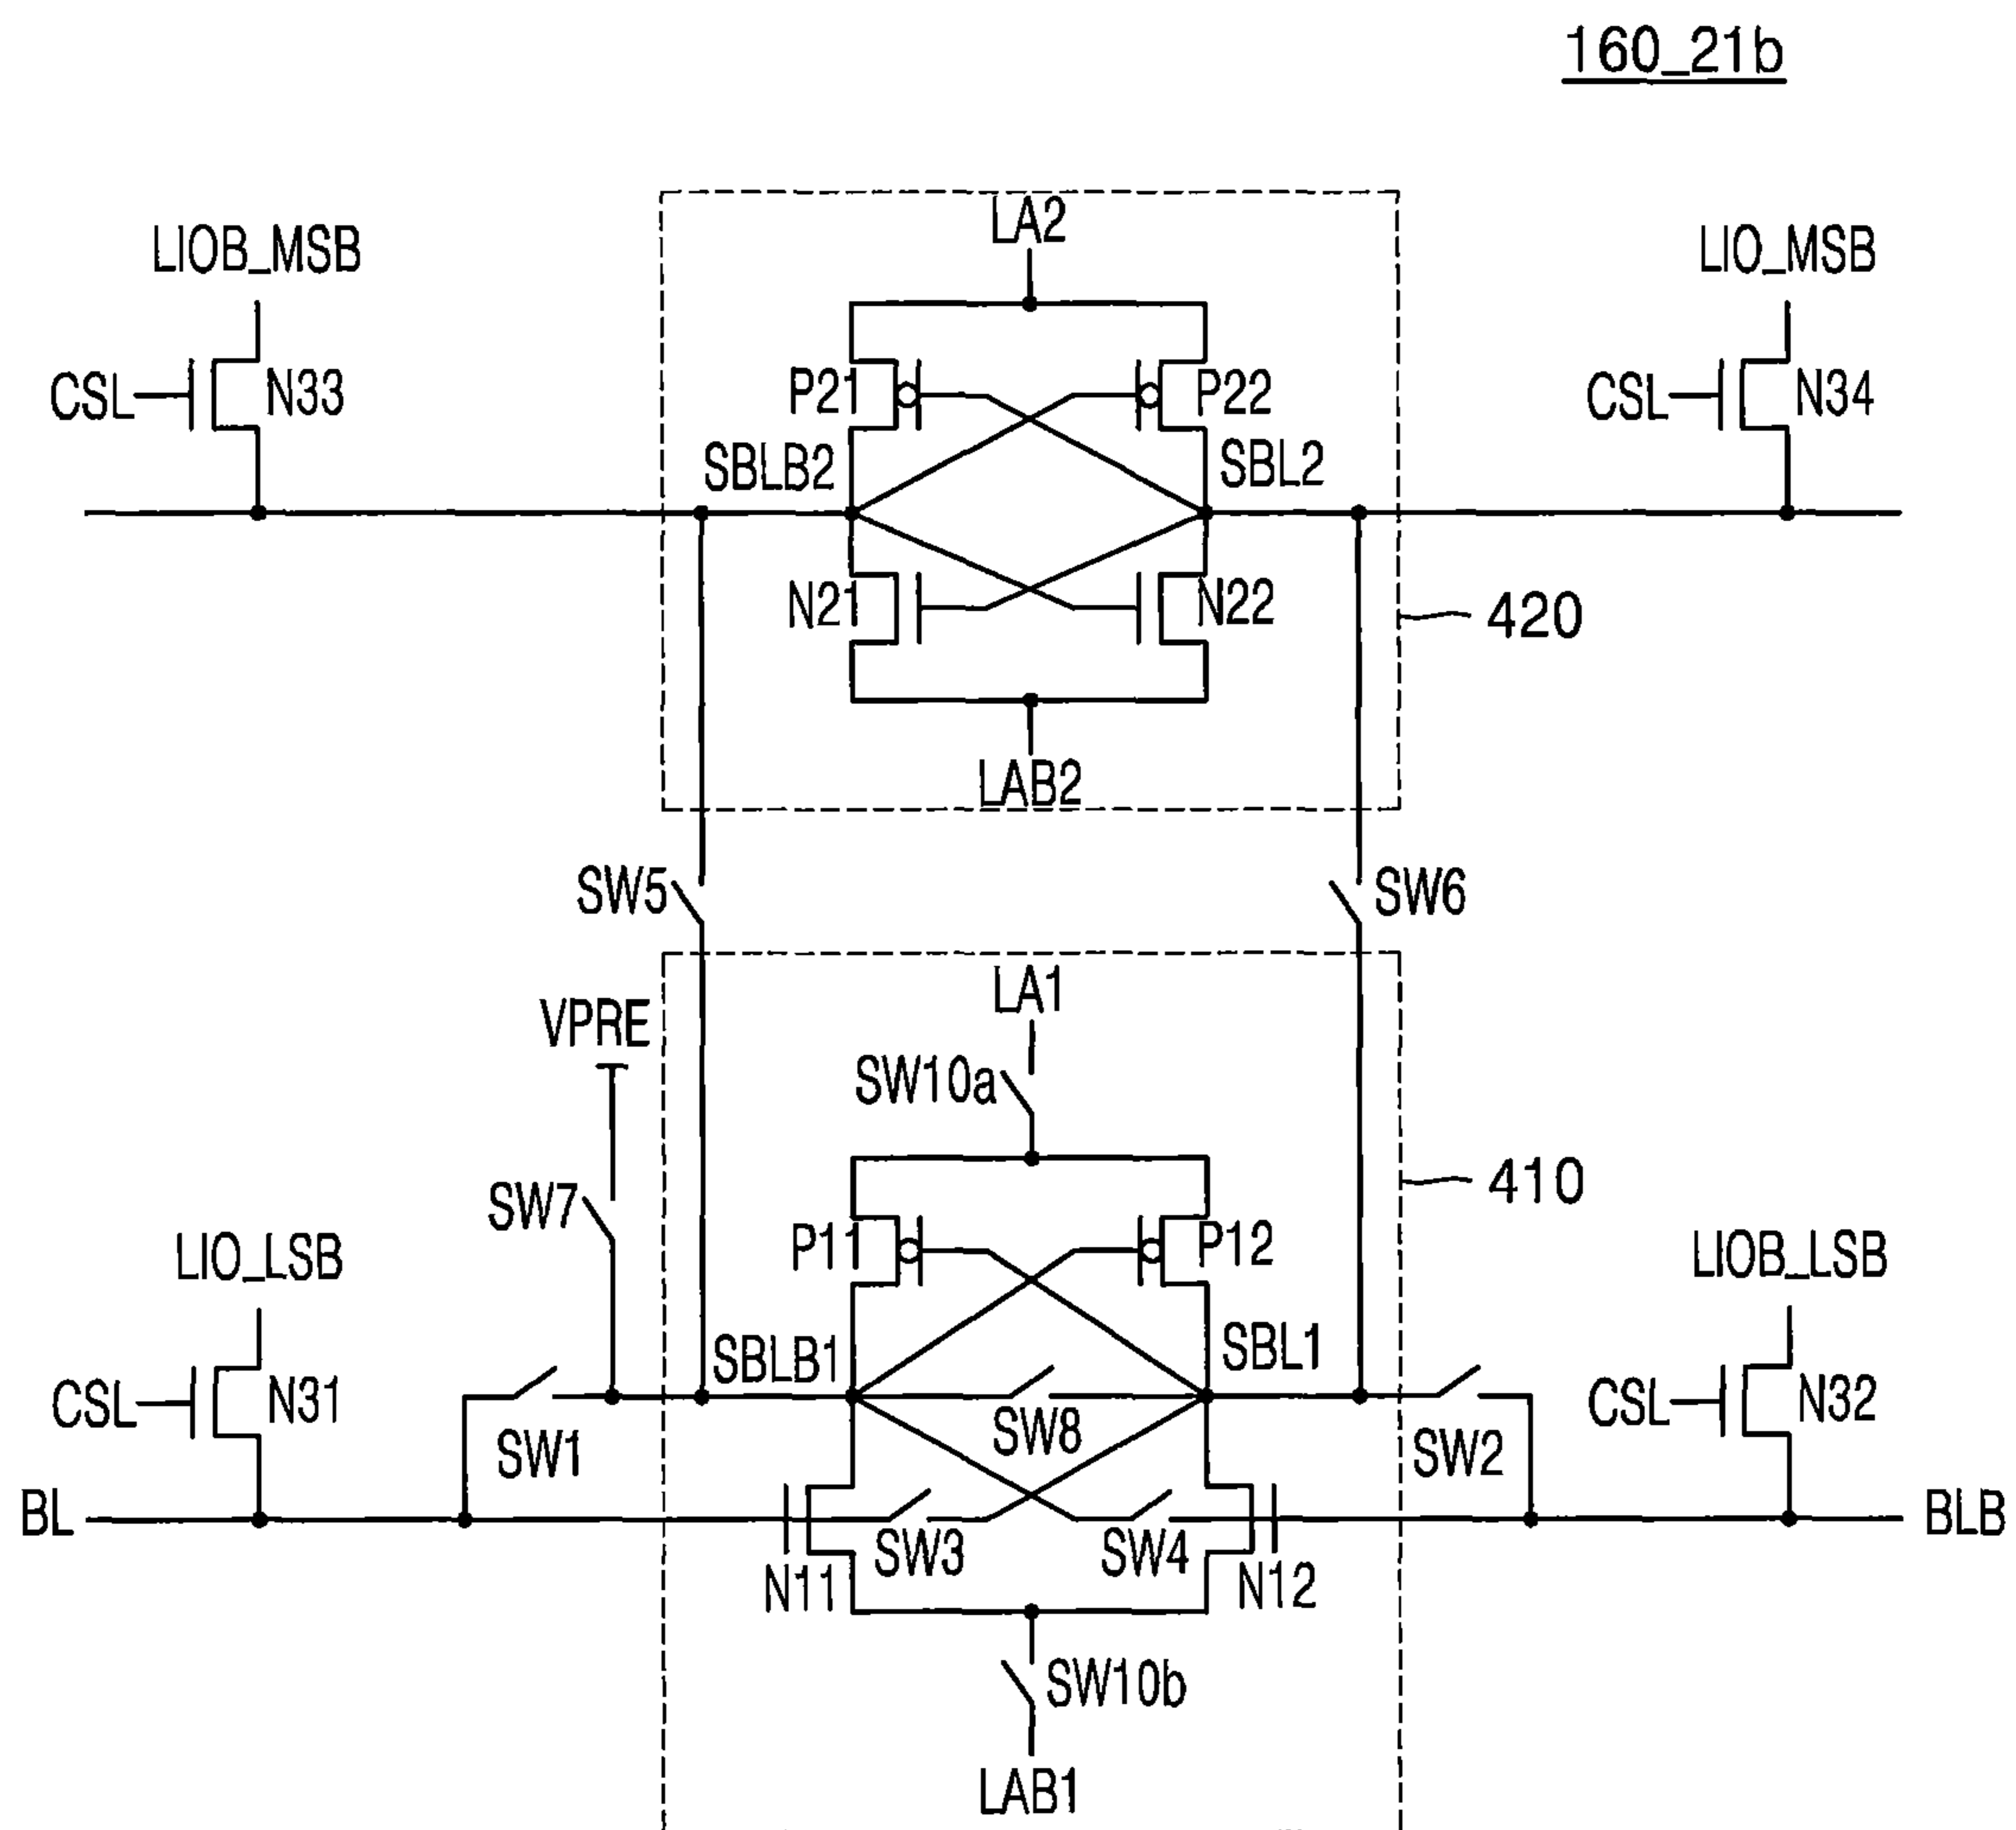 160_21b
LA2
LIOB_MSB
LIO_MSB
CSL
N33
P21
P22
CSL
N34
SBLB2
SBL2
N21
N22
420
LAB2
SW5
SW6
LA1
VPRE
SW10a
SW7
410
P11
P12
LIO_LSB
LIOB_LSB
SBLB1
SBL1
CSL
N31
CSL
N32
SW1
SW8
SW2
BL
BLB
SW3
SW4
N11
N12
SW10b
LAB1